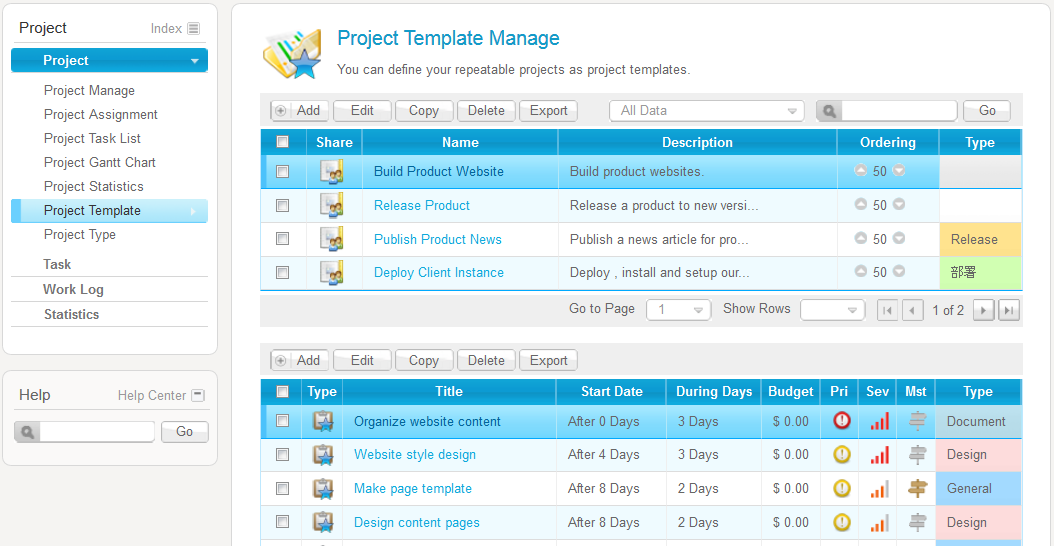 Project Index
Project
Project Manage
Project Assignment
Project Task List
Project Gantt Chart
Project Statistics
Project Template
Project Type
Task
Work Log
Statistics
Help Help Center
Go
Project Template Manage
You can define your repeatable projects as project templates.
Add Edit Copy Delete Export All Data Go
Share Name Description Ordering Type
Build Product Website Build product websites. 50
Release Product Release a product to new versi... 50
Publish Product News Publish a news article for pro... 50 Release
Deploy Client Instance Deploy , install and setup our... 50 部署
Go to Page 1 Show Rows 1 of 2
Add Edit Copy Delete Export
Type Title Start Date During Days Budget Pri Sev Mst Type
Organize website content After 0 Days 3 Days $ 0.00 Document
Website style design After 4 Days 3 Days $ 0.00 Design
Make page template After 8 Days 2 Days $ 0.00 General
Design content pages After 8 Days 2 Days $ 0.00 Design